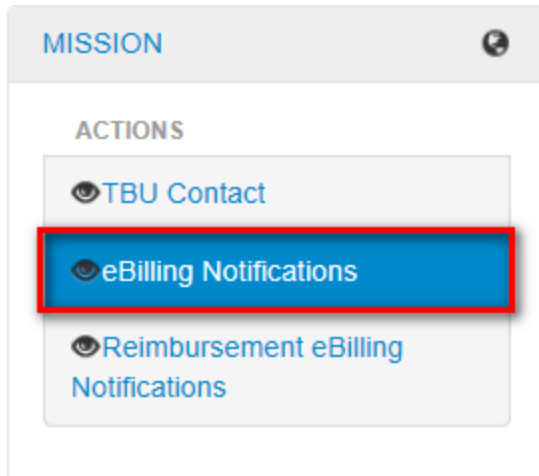 MISSION
ACTIONS
TBU Contact
eBilling Notifications
Reimbursement eBilling
Notifications